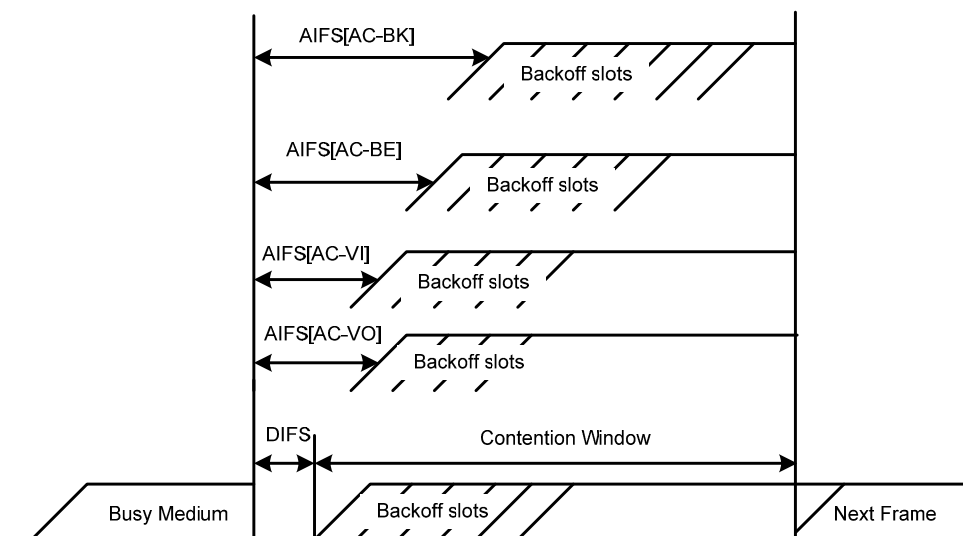 AIFS[AC-BK]
Backoff slots
AIFS[AC-BE]
Backoff slots
AIFS[AC-VI]
Backoff slots
AIFS[AC-VO]
Backoff slots
DIFS
Contention Window
Busy Medium
Backoff slots
Next Frame